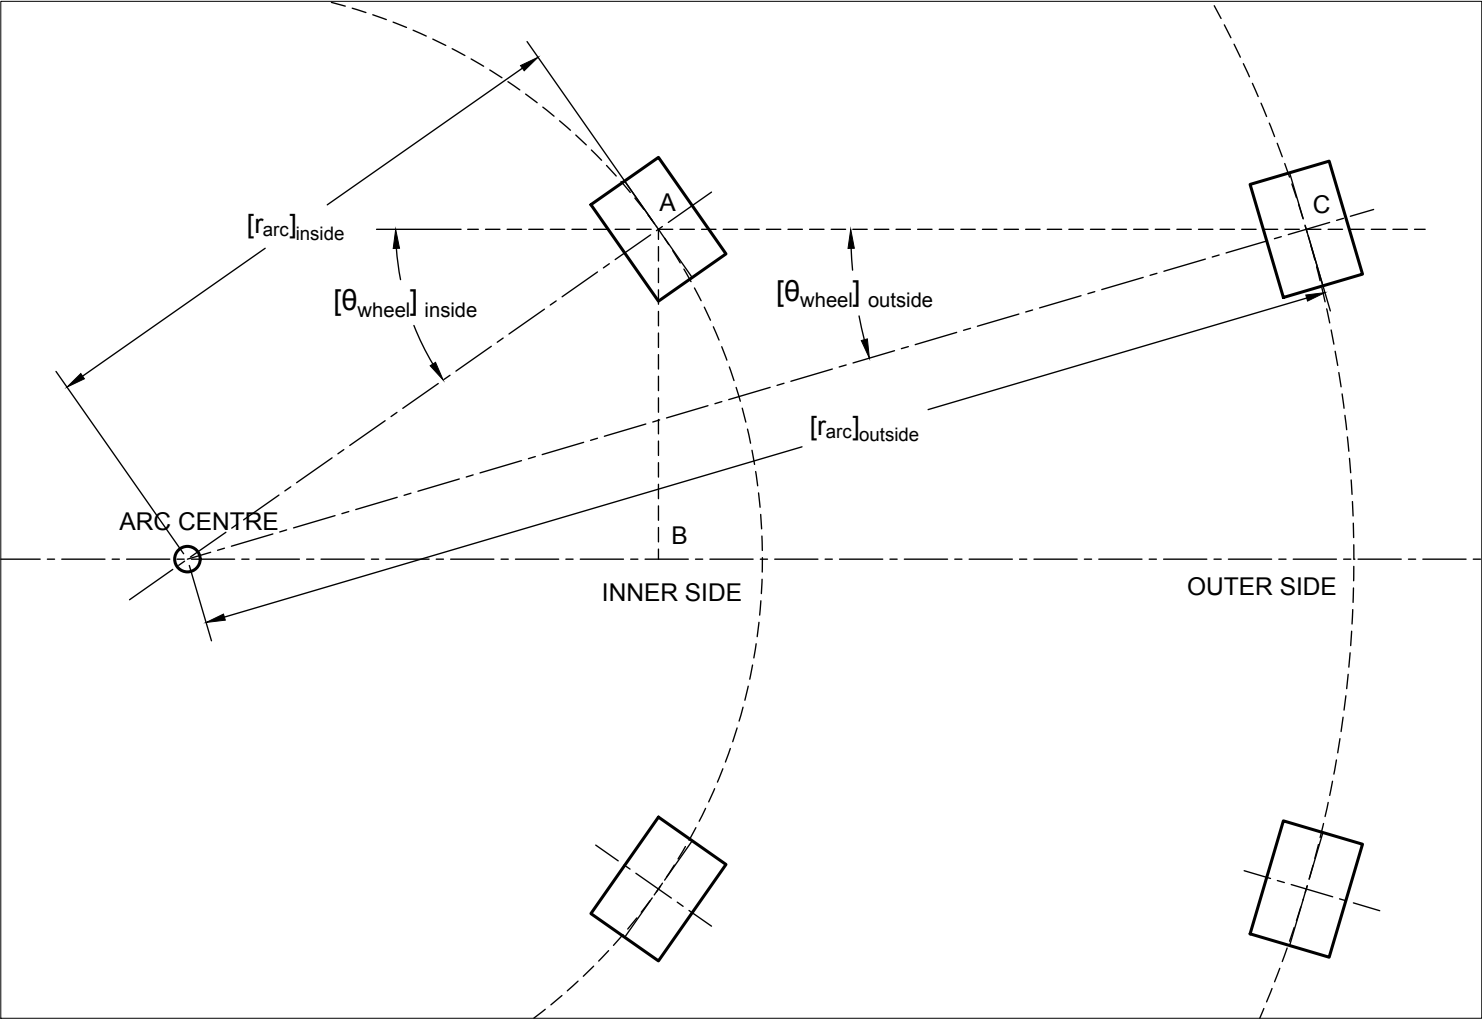 A
C
[rarc]inside
[θwheel] inside
[θwheel] outside
[rarc]outside
ARC CENTRE
B
INNER SIDE
OUTER SIDE